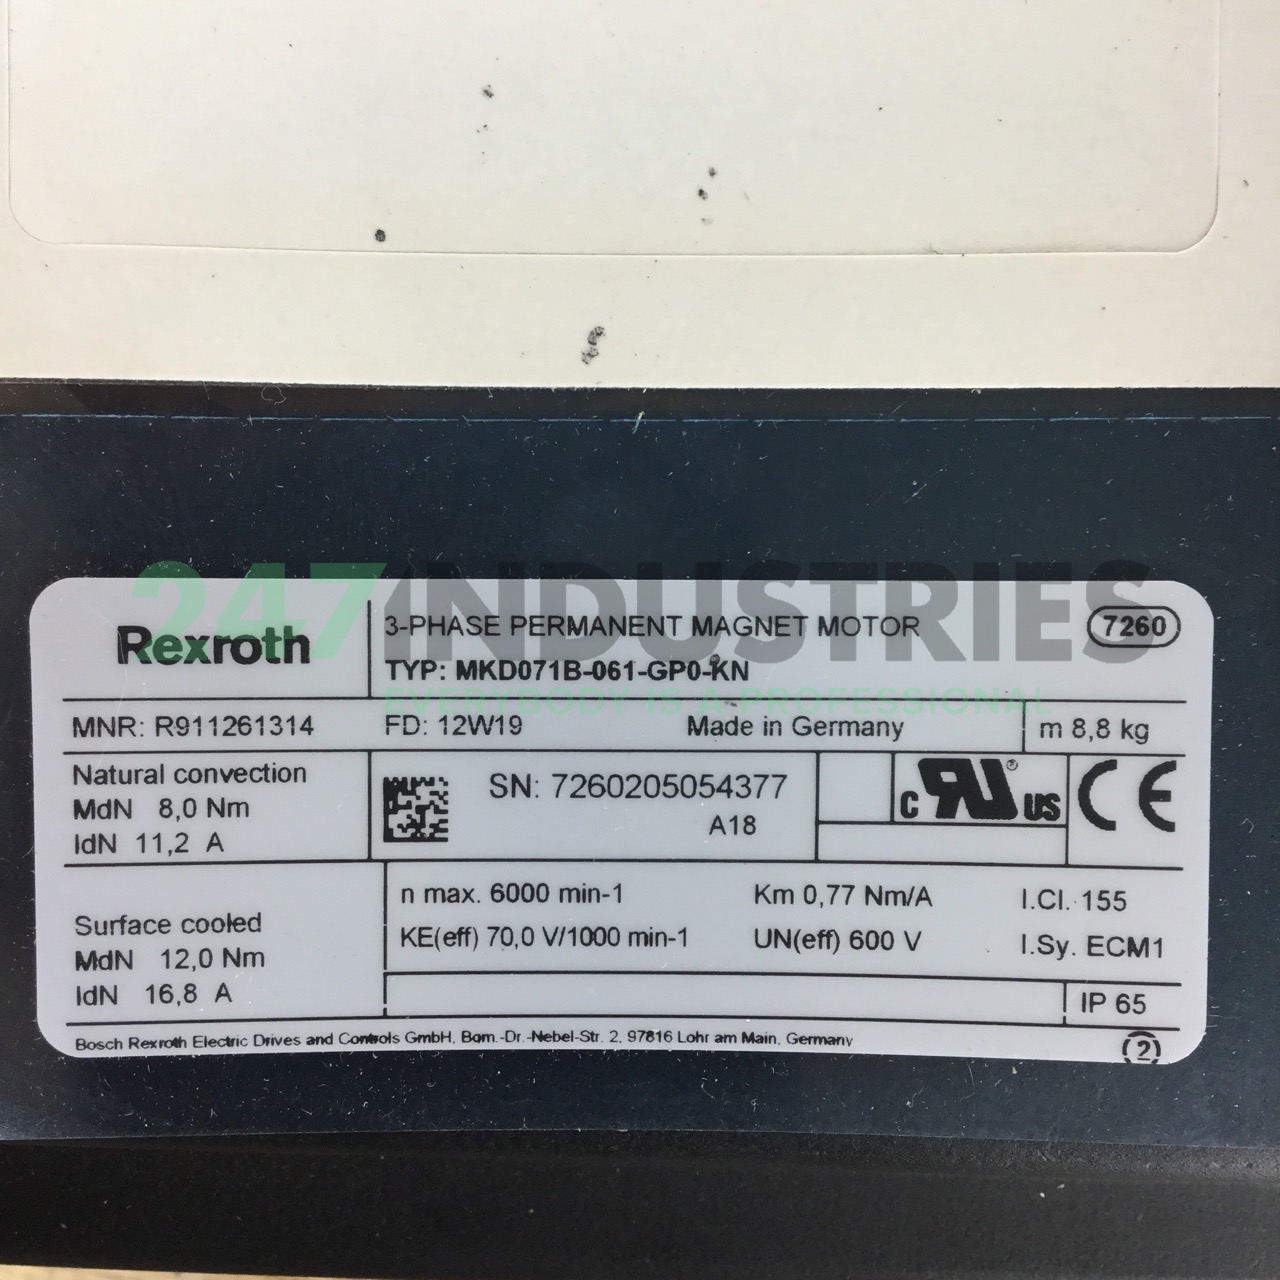 247INDUSTRIES
EVERYBODY IS A PROFESSIONAL
Rexroth
3-PHASE PERMANENT MAGNET MOTOR
7260
TYP: MKD071B-061-GP0-KN
MNR: R911261314 FD: 12W19 Made in Germany m 8,8 kg
Natural convection
MdN 8,0 Nm
IdN 11,2 A
SN: 7260205054377
A18
c RU US ®
CE
Surface cooled
MdN 12,0 Nm
IdN 16,8 A
n max. 6000 min-1 Km 0,77 Nm/A I.Cl. 155
KE(eff) 70,0 V/1000 min-1 UN(eff) 600 V I.Sy. ECM1
IP 65
Bosch Rexroth Electric Drives and Controls GmbH, Bgm.-Dr.-Nebel-Str. 2, 97816 Lohr am Main, Germany
2